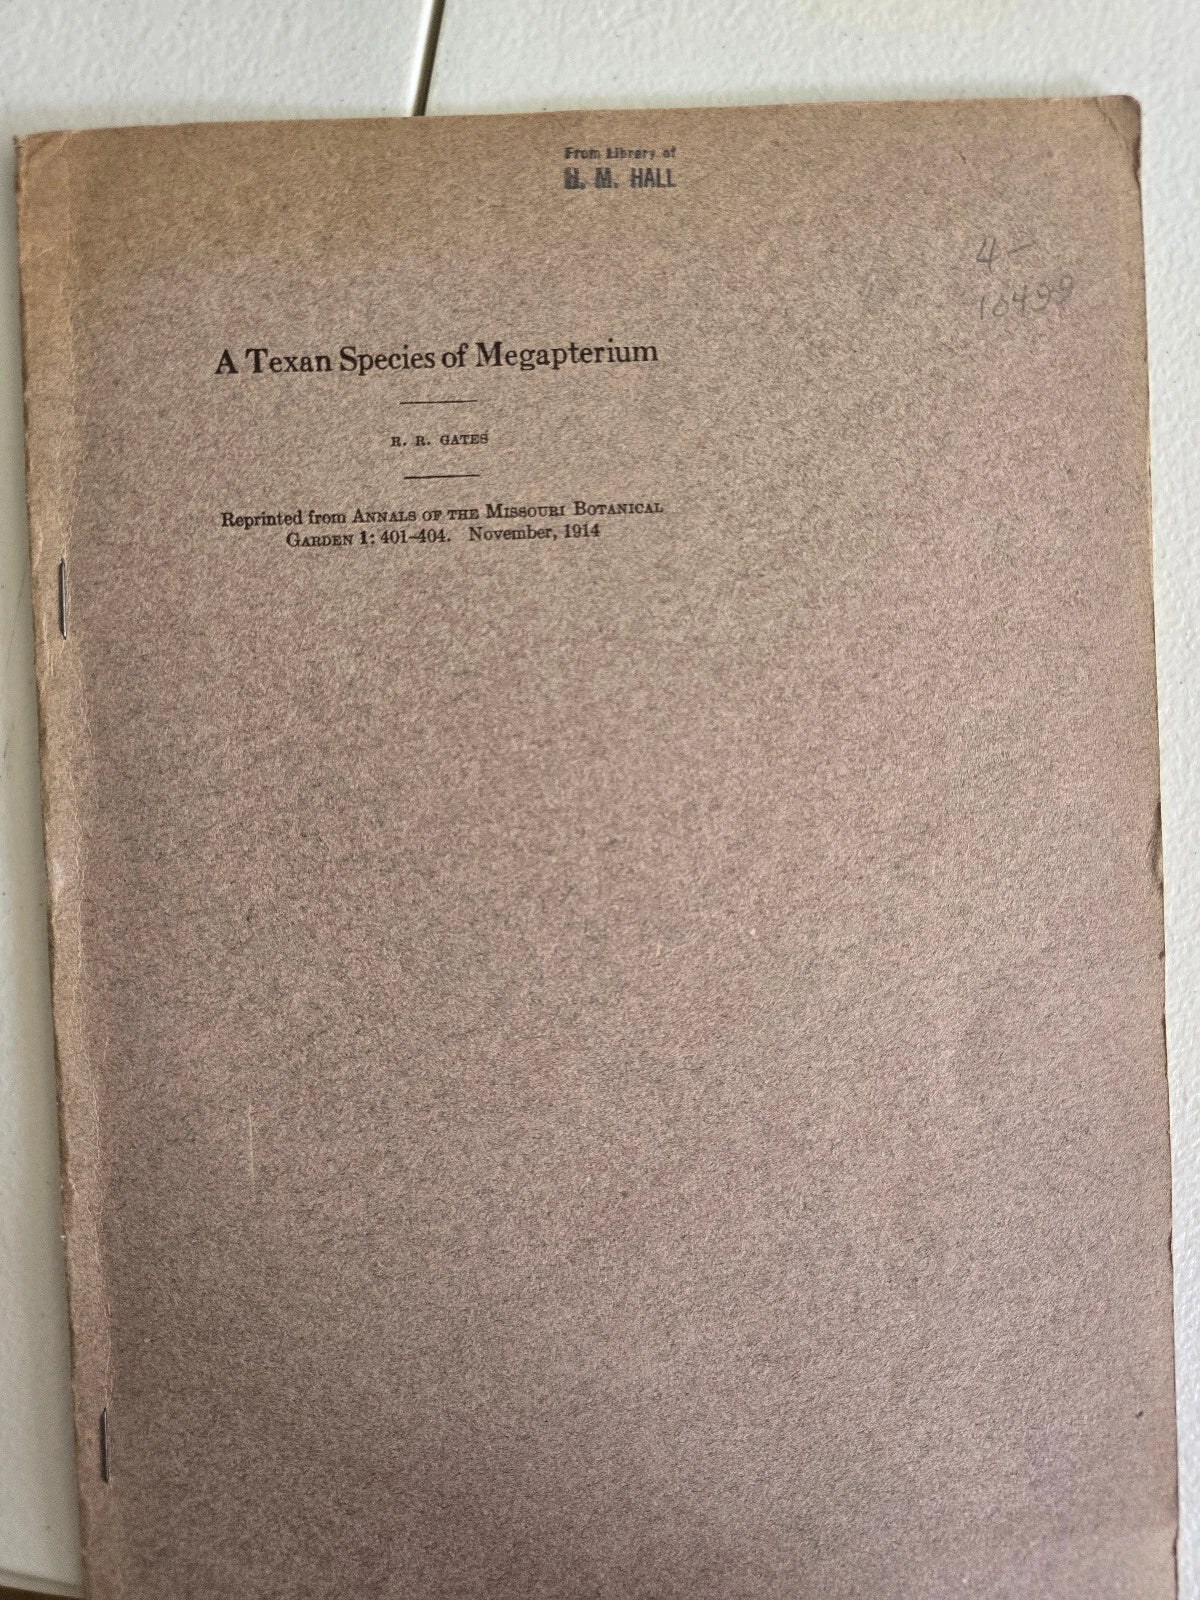 From Library of
H. M. HALL
4-
10499
A Texan Species of Megapterium
R. R. GATES
Reprinted from ANNALS OF THE MISSOURI BOTANICAL
GARDEN 1: 401–404. November, 1914